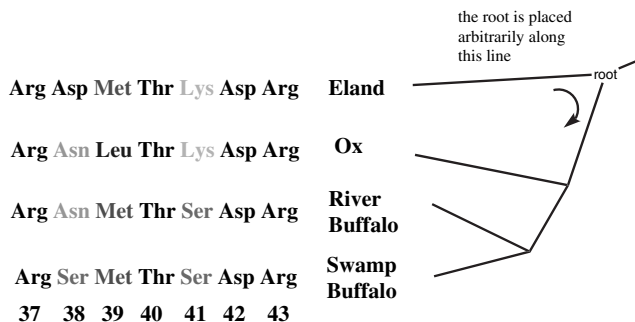 the root is placed
arbitrarily along
this line
root
Arg Asp Met Thr Lys Asp Arg Eland
Arg Asn Leu Thr Lys Asp Arg Ox
Arg Asn Met Thr Ser Asp Arg River
Buffalo
Arg Ser Met Thr Ser Asp Arg Swamp
Buffalo
37 38 39 40 41 42 43